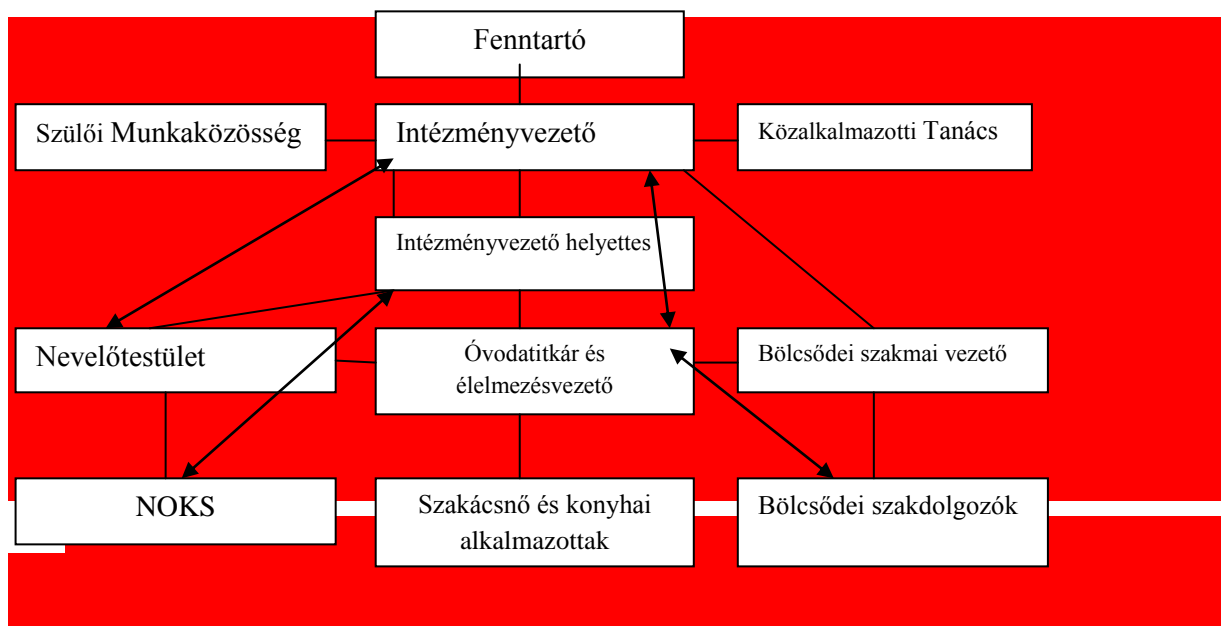 Fenntartó
Szülői Munkaközösség
Intézményvezető
Közalkalmazotti Tanács
Intézményvezető helyettes
Nevelőtestület
Óvodatitkár és
élelmezésvezető
Bölcsődei szakmai vezető
NOKS
Szakácsnő és konyhai
alkalmazottak
Bölcsődei szakdolgozók